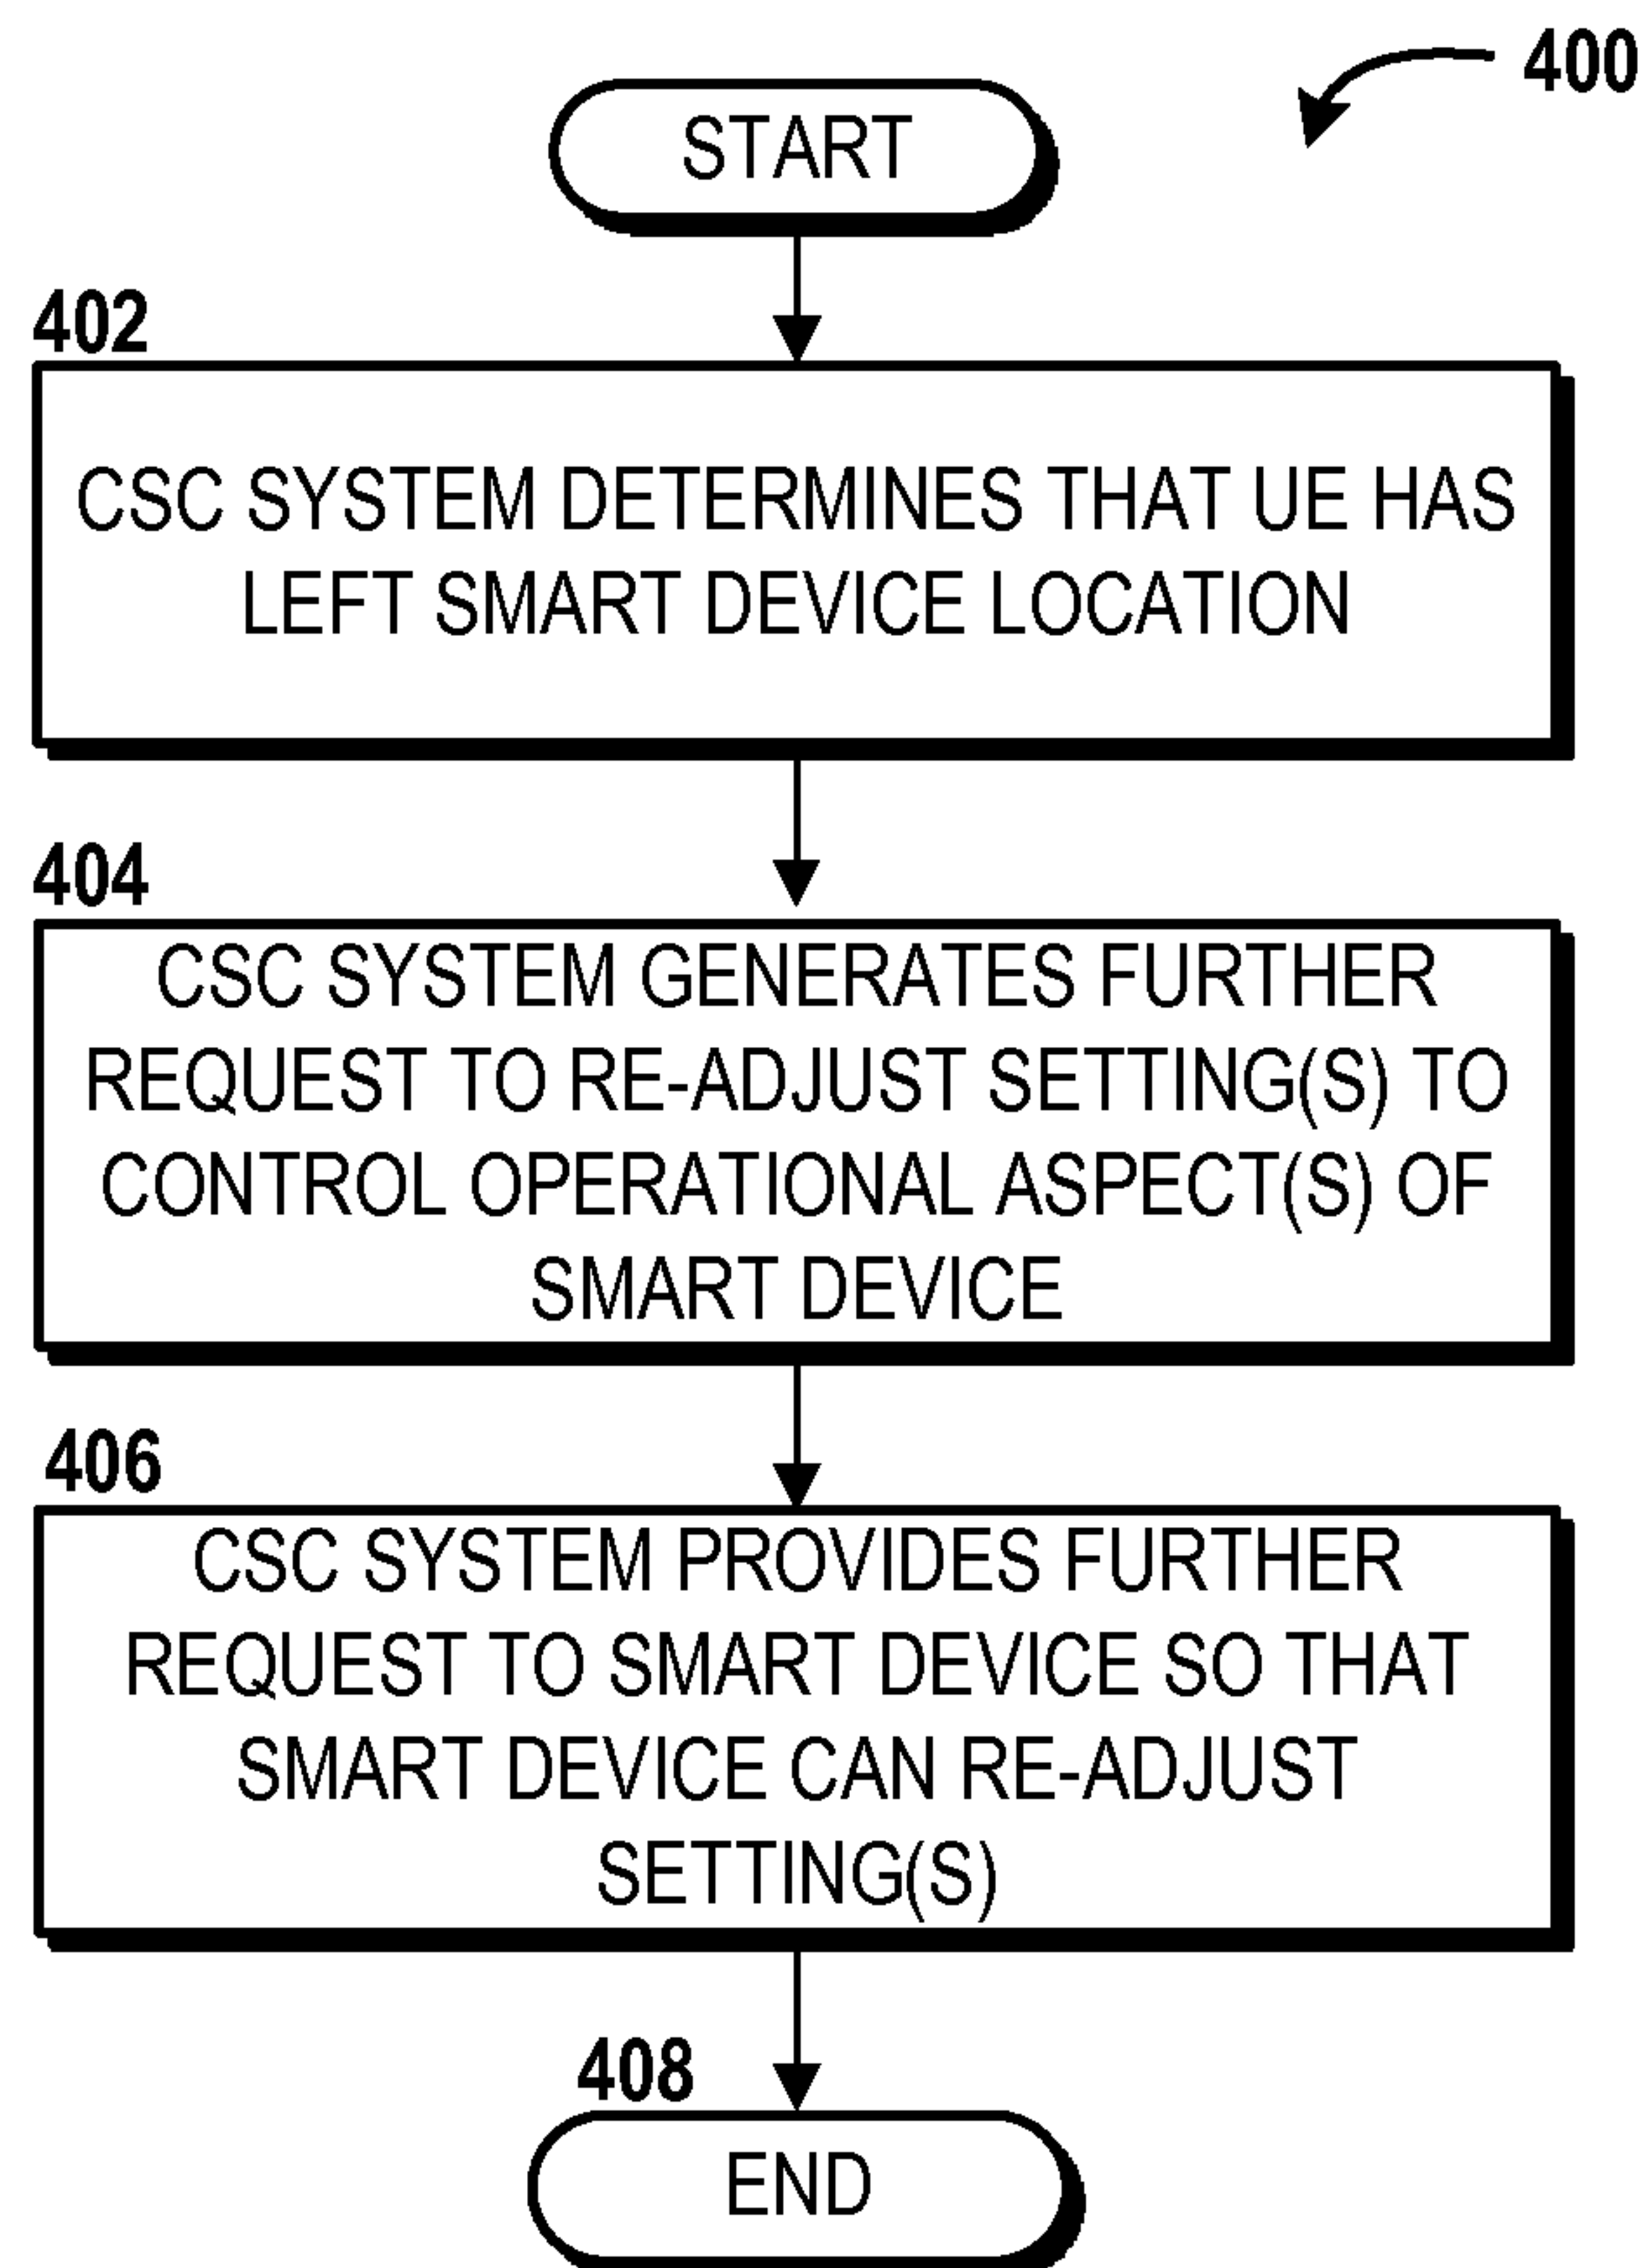 400
START
402
CSC SYSTEM DETERMINES THAT UE HAS
LEFT SMART DEVICE LOCATION
404
CSC SYSTEM GENERATES FURTHER
REQUEST TO RE-ADJUST SETTING(S) TO
CONTROL OPERATIONAL ASPECT(S) OF
SMART DEVICE
406
CSC SYSTEM PROVIDES FURTHER
REQUEST TO SMART DEVICE SO THAT
SMART DEVICE CAN RE-ADJUST
SETTING(S)
408
END